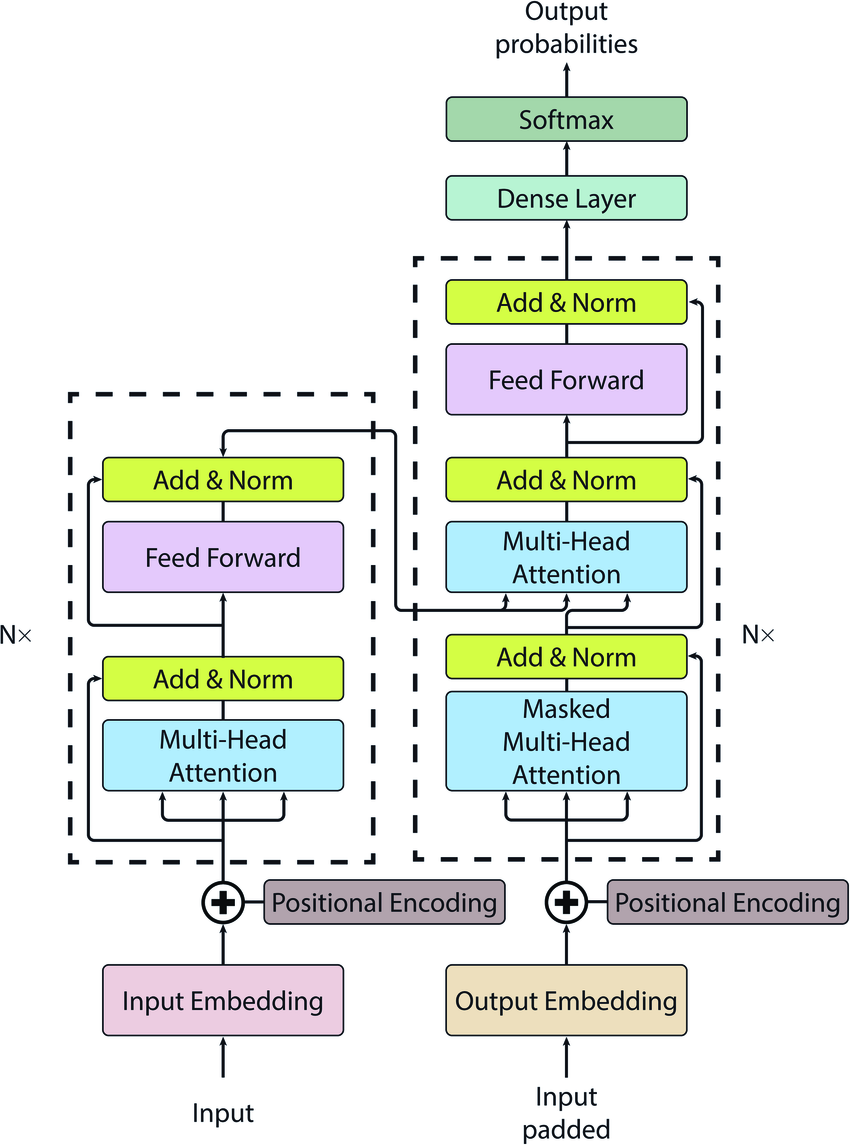 Output
probabilities
Softmax
Dense Layer
Add & Norm
Feed Forward
Add & Norm
Multi-Head
Attention
Add & Norm
Masked
Multi-Head
Attention
N×
Add & Norm
Feed Forward
Add & Norm
Multi-Head
Attention
N×
Positional Encoding
Positional Encoding
Input Embedding
Output Embedding
Input
Input
padded